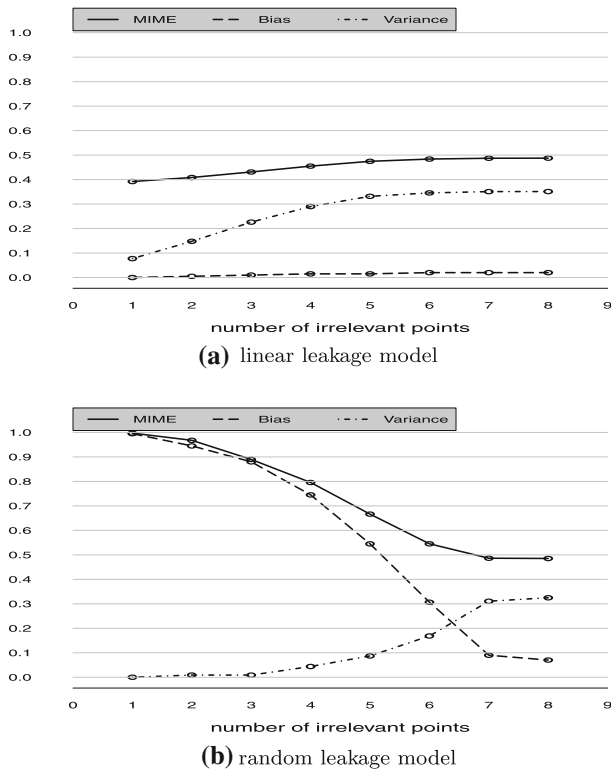 MIME Bias Variance
1.0
0.9
0.8
0.7
0.6
0.5
0.4
0.3
0.2
0.1
0.0
0 1 2 3 4 5 6 7 8 9
number of irrelevant points
(a) linear leakage model
MIME Bias Variance
1.0
0.9
0.8
0.7
0.6
0.5
0.4
0.3
0.2
0.1
0.0
0 1 2 3 4 5 6 7 8 9
number of irrelevant points
(b) random leakage model